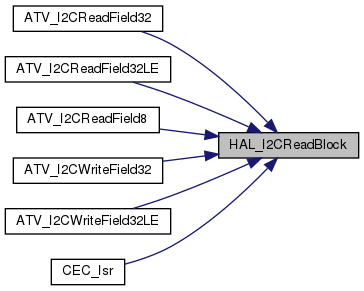 ATV_I2CReadField32
ATV_I2CReadField32LE
ATV_I2CReadField8
HAL_I2CReadBlock
ATV_I2CWriteField32
ATV_I2CWriteField32LE
CEC_Isr